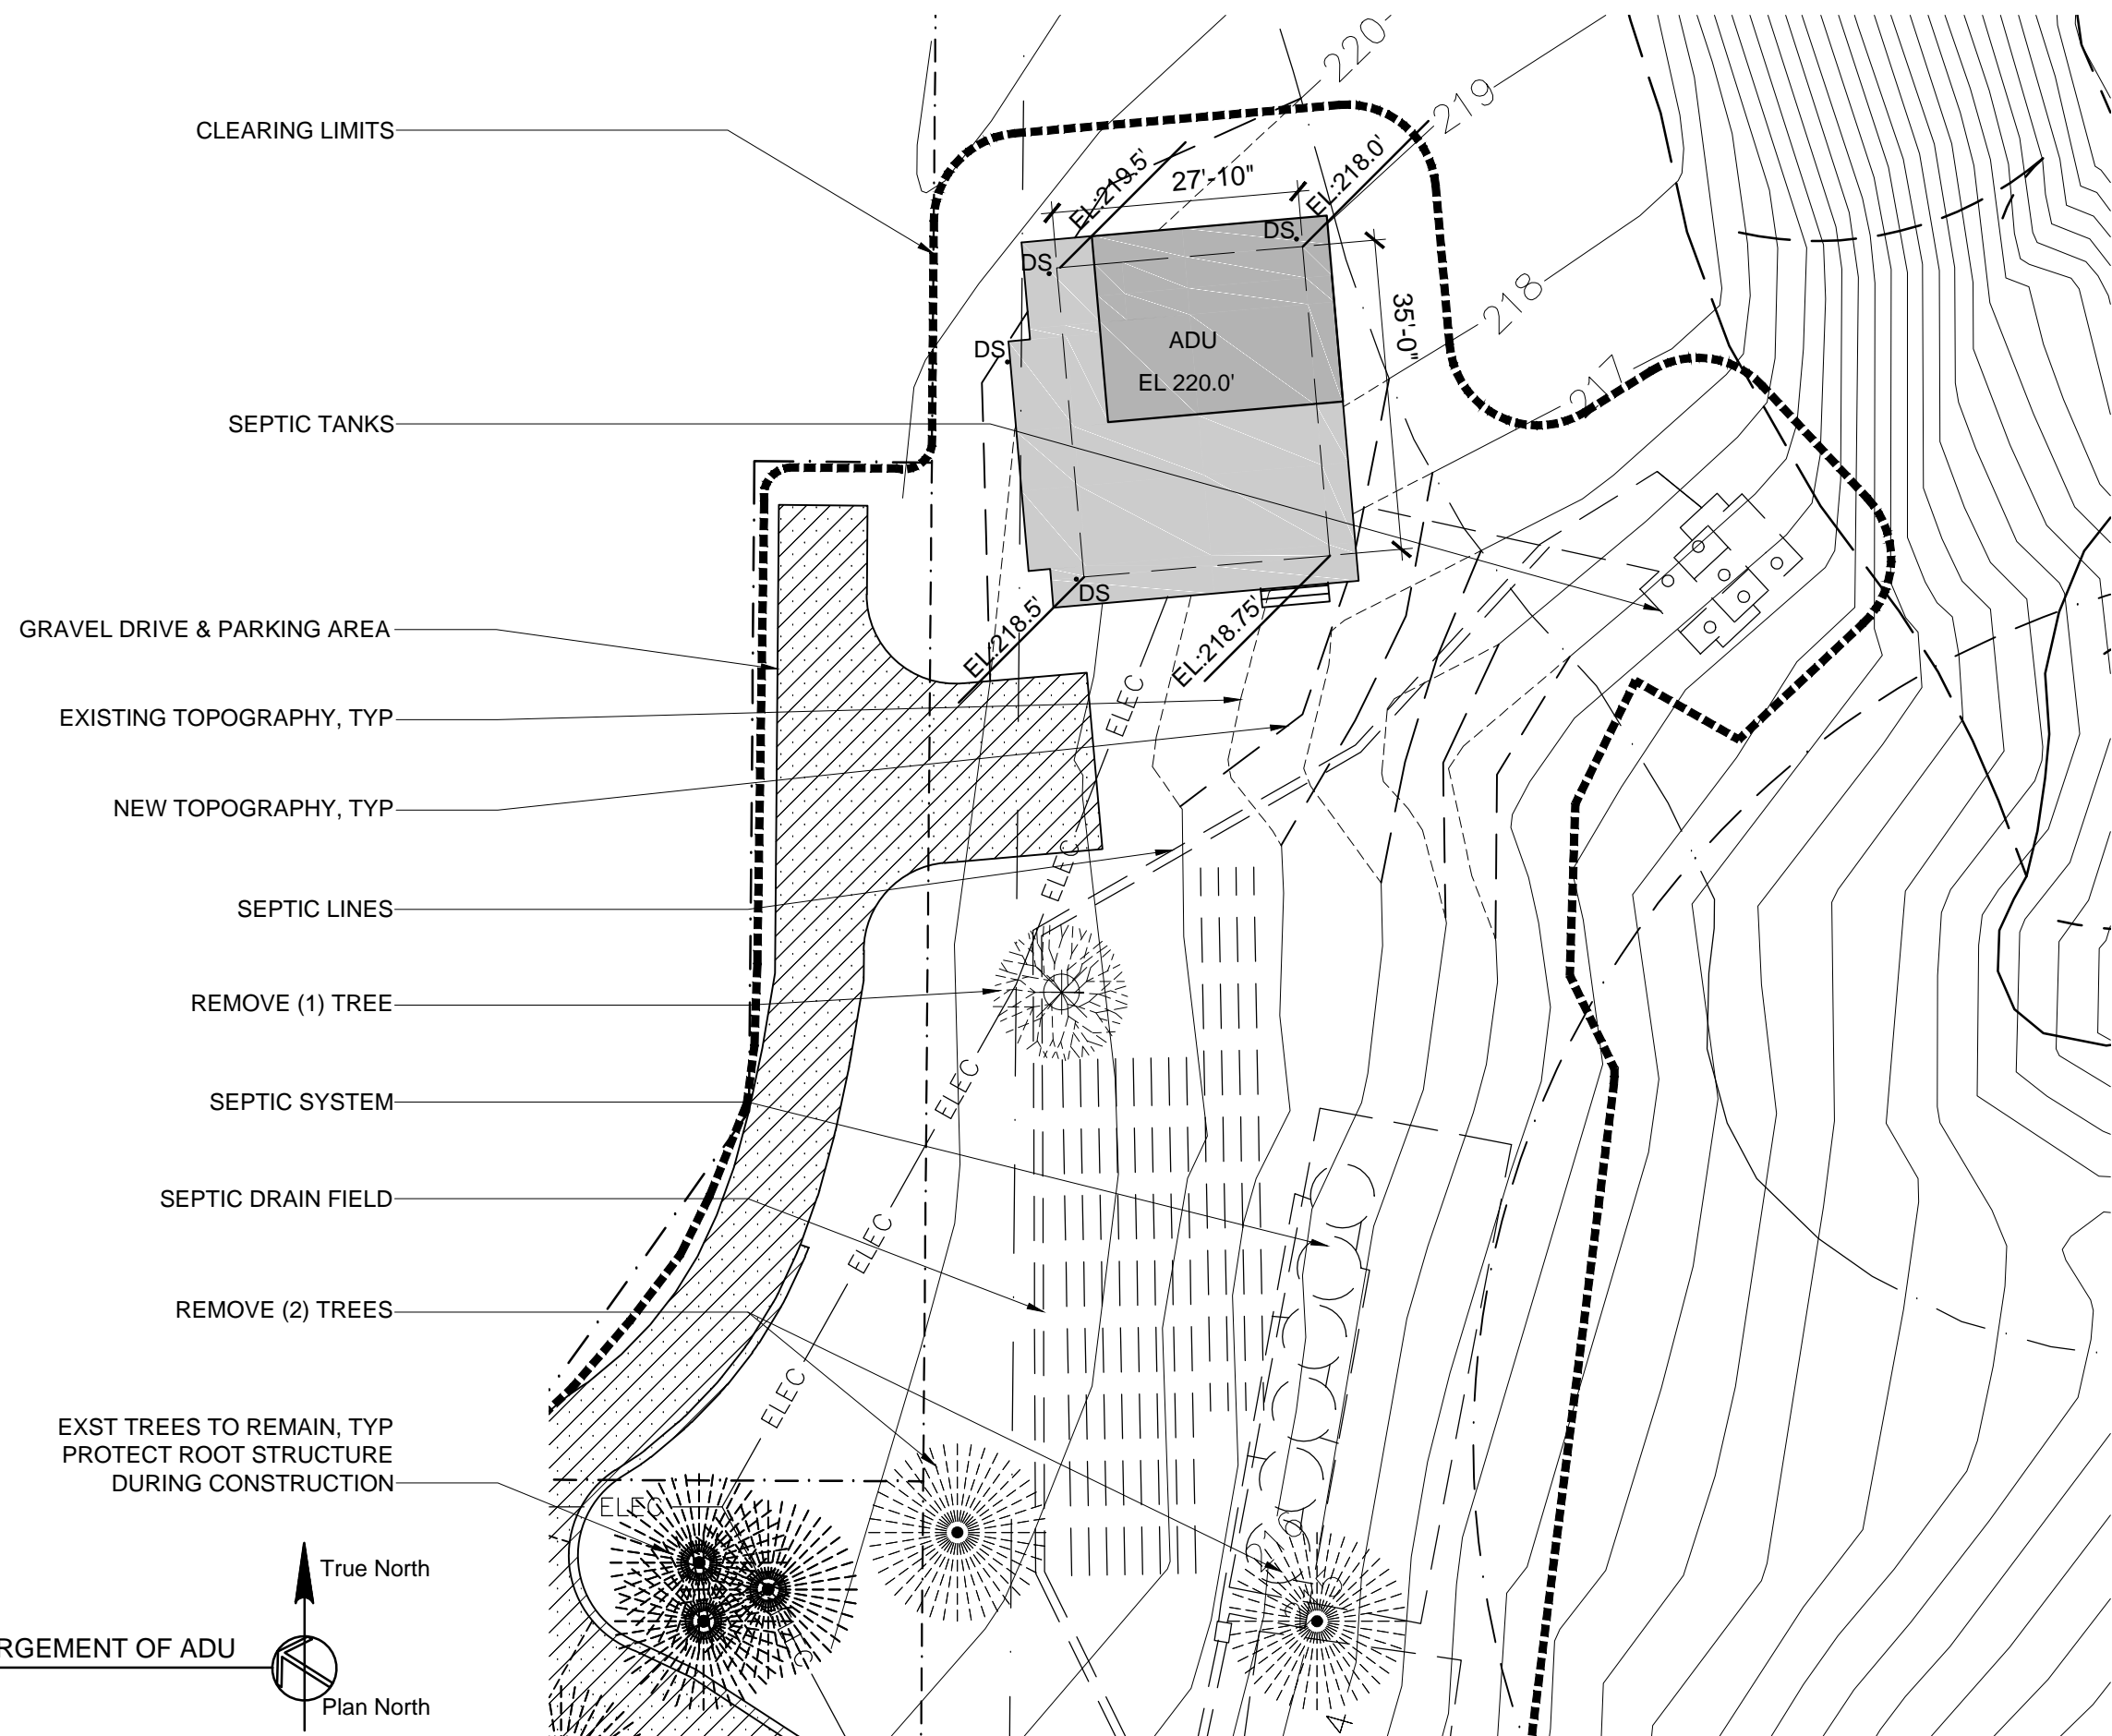 220
219
CLEARING LIMITS
EL:219.5'
27'-10"
EL:218.0'
DS
DS
218
35'-0"
ADU
DS
EL 220.0'
217
SEPTIC TANKS
DS
EL:218.5'
EL:218.75'
GRAVEL DRIVE & PARKING AREA
ELEC
EXISTING TOPOGRAPHY, TYP
NEW TOPOGRAPHY, TYP
ELEC
SEPTIC LINES
REMOVE (1) TREE
ELEC
SEPTIC SYSTEM
SEPTIC DRAIN FIELD
ELEC
REMOVE (2) TREES
ELEC
EXST TREES TO REMAIN, TYP
PROTECT ROOT STRUCTURE
DURING CONSTRUCTION
ELEC
216
True North
RGEMENT OF ADU
Plan North
4